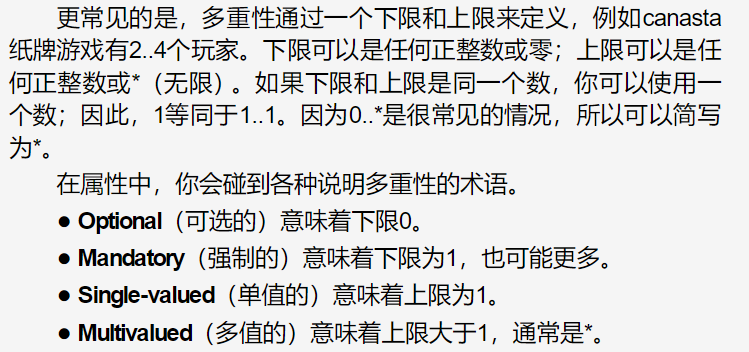 更常见的是，多重性通过一个下限和上限来定义，例如canasta
纸牌游戏有2..4个玩家。下限可以是任何正整数或零；上限可以是任
何正整数或*（无限）。如果下限和上限是同一个数，你可以使用一
个数；因此，1等同于1..1。因为0..*是很常见的情况，所以可以简写
为*。
在属性中，你会碰到各种说明多重性的术语。
● Optional（可选的）意味着下限0。
● Mandatory（强制的）意味着下限为1，也可能更多。
● Single-valued（单值的）意味着上限为1。
● Multivalued（多值的）意味着上限大于1，通常是*。